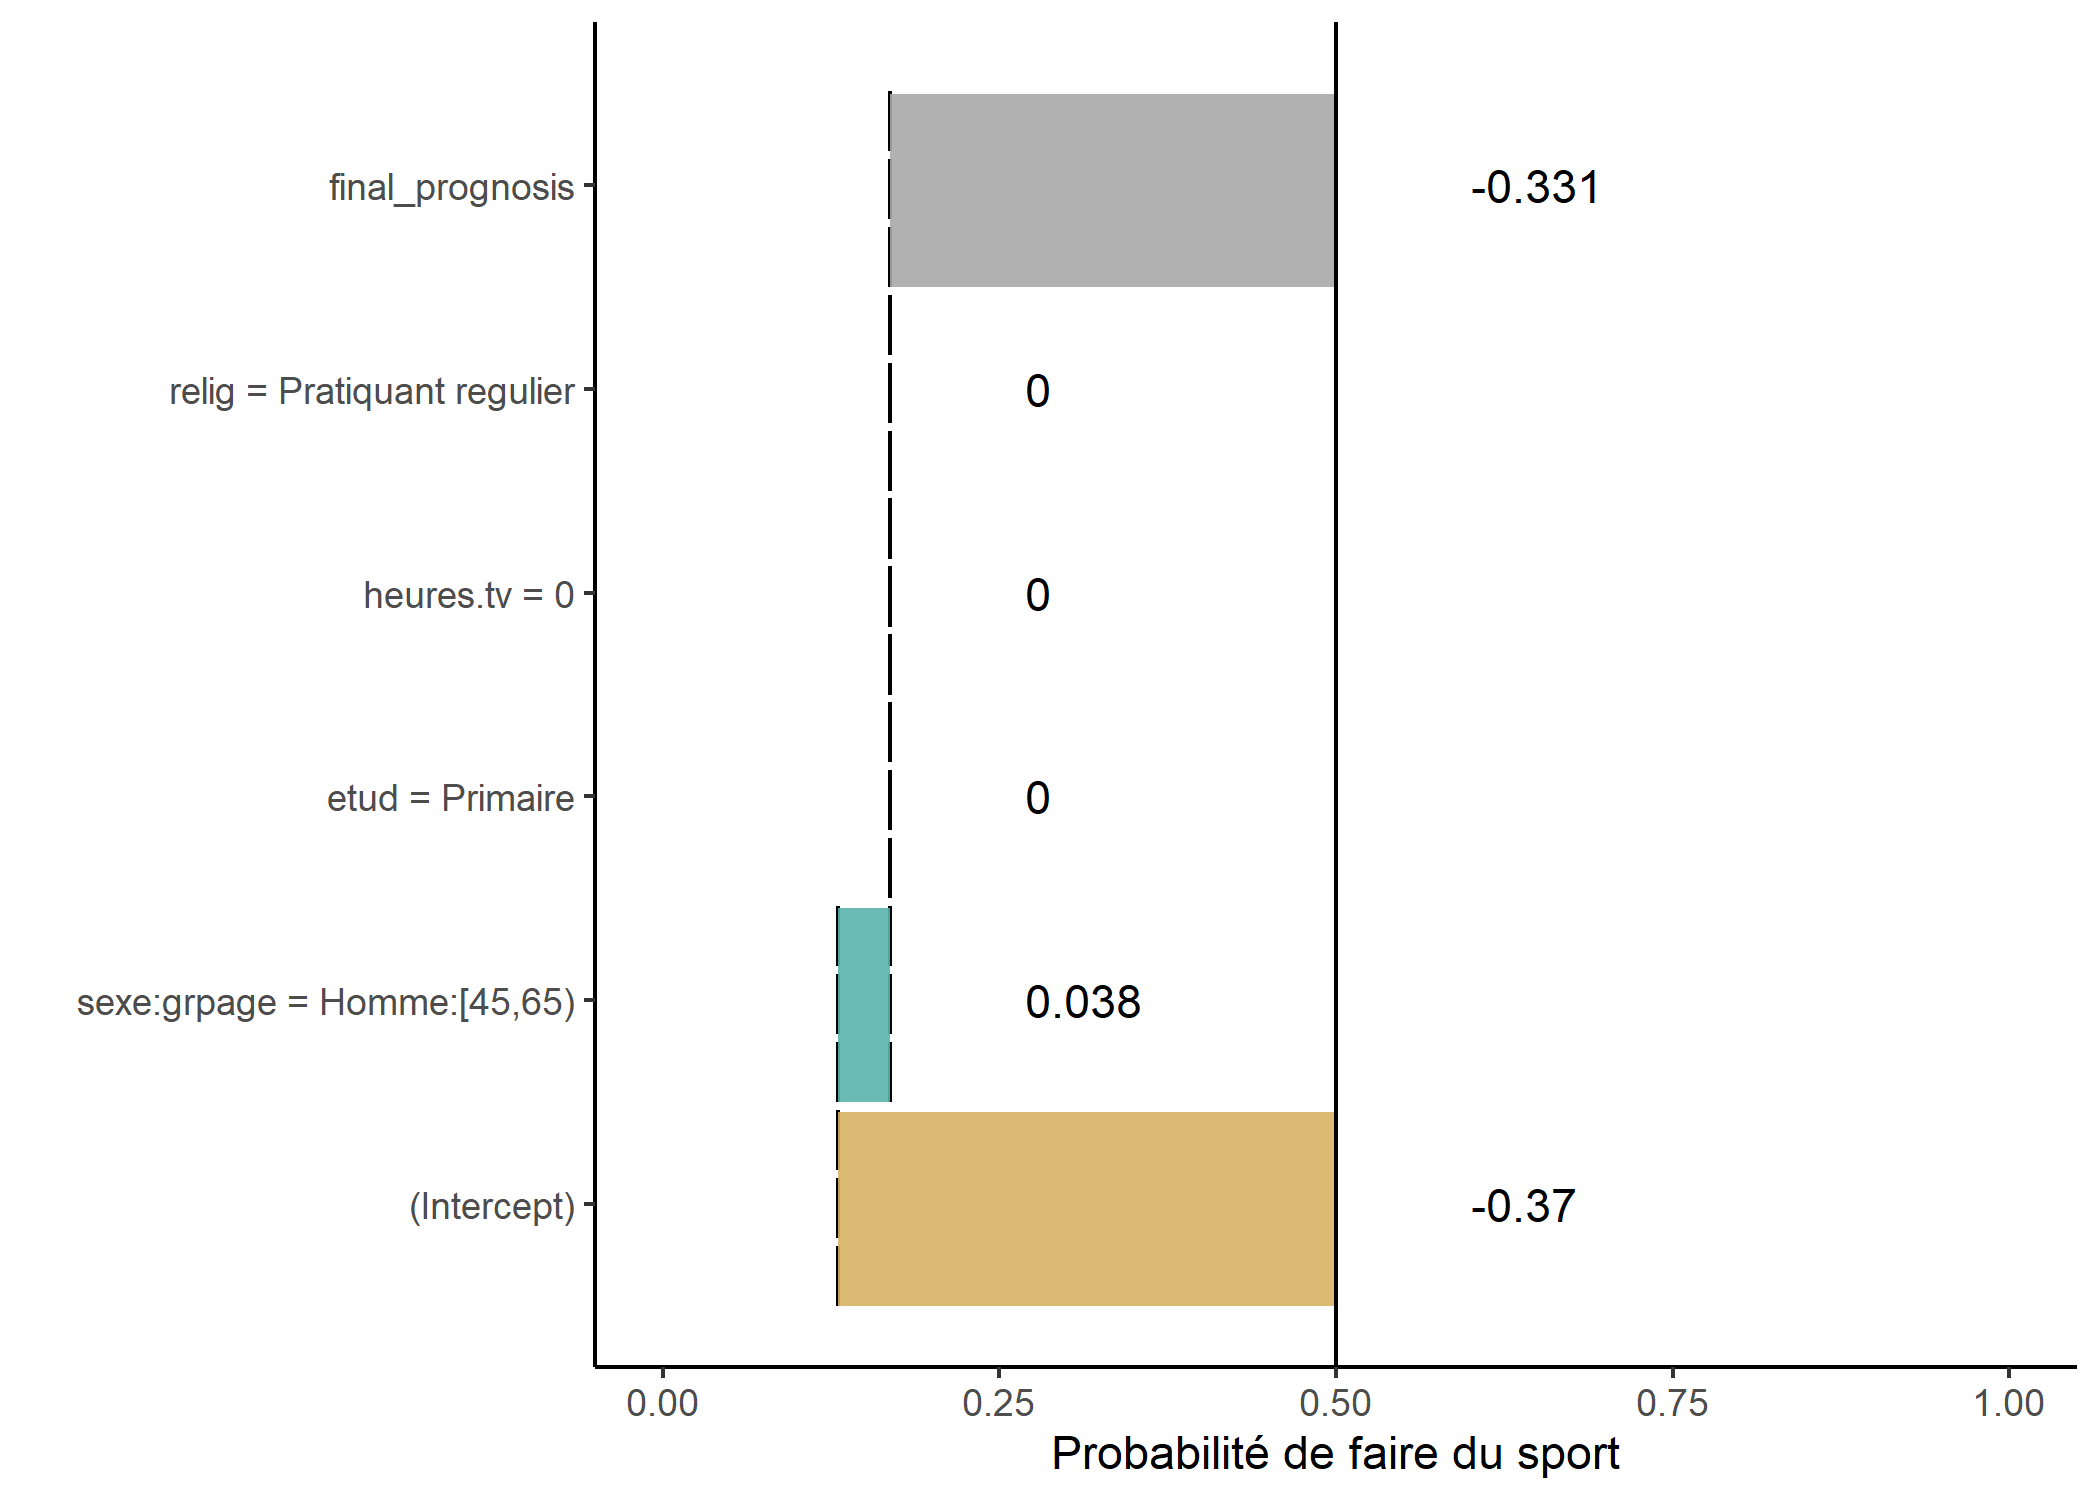 final_prognosis
-0.331
relig = Pratiquant regulier
0
heures.tv = 0
0
etud = Primaire
0
sexe:grpage = Homme:[45,65)
0.038
(Intercept)
-0.37
0.00 0.25 0.50 0.75 1.00
Probabilité de faire du sport